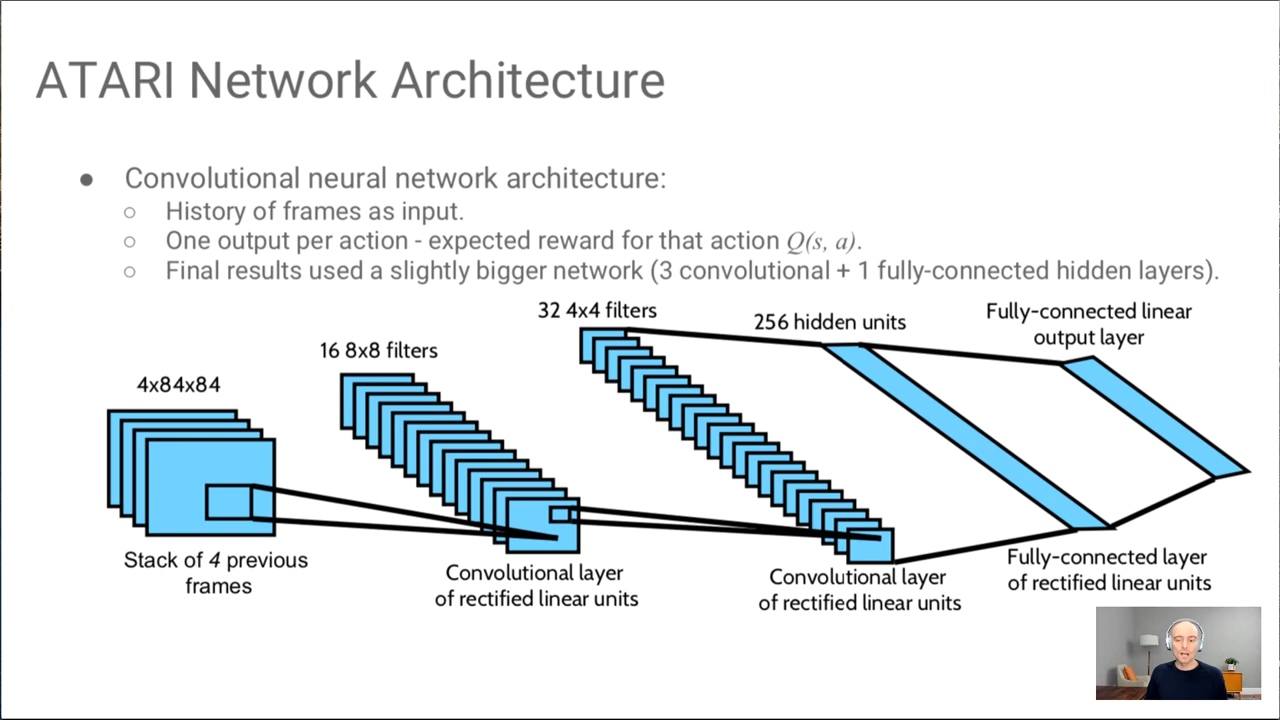 ATARI Network Architecture
● Convolutional neural network architecture:
○ History of frames as input.
○ One output per action - expected reward for that action Q(s, a).
○ Final results used a slightly bigger network (3 convolutional + 1 fully-connected hidden layers).
4x84x84
16 8x8 filters
32 4x4 filters
256 hidden units
Fully-connected linear
output layer
Stack of 4 previous
frames
Convolutional layer
of rectified linear units
Convolutional layer
of rectified linear units
Fully-connected layer
of rectified linear units